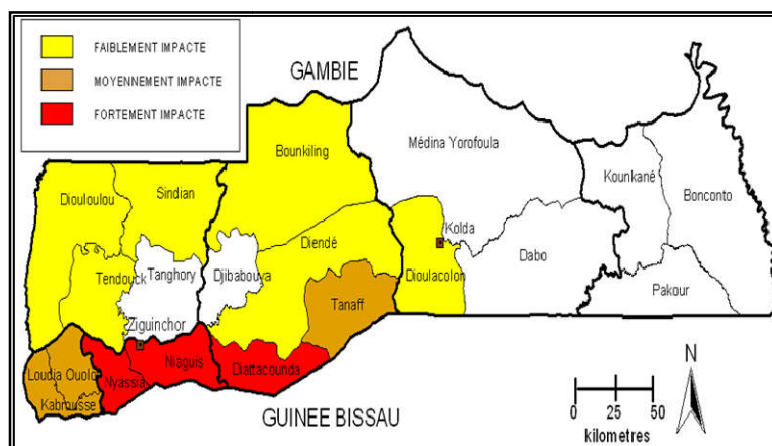 FAIBLEMENT IMPACTE
MOYENNEMENT IMPACTE
FORTEMENT IMPACTE
GAMBIE
Bounkiling
Médina Yorofoula
Kounkané
Bonconto
Diouloulou
Sindian
Kolda
Diendé
Dabo
Tendouck
Tanghory
Djibabouya
Dioulacolon
Pakour
Tanaff
Ziguinchor
Loudia Ouolof
Nyassia
Niaguis
Diattacounda
Kabrousse
GUINEE BISSAU
N
0 25 50
kilometres